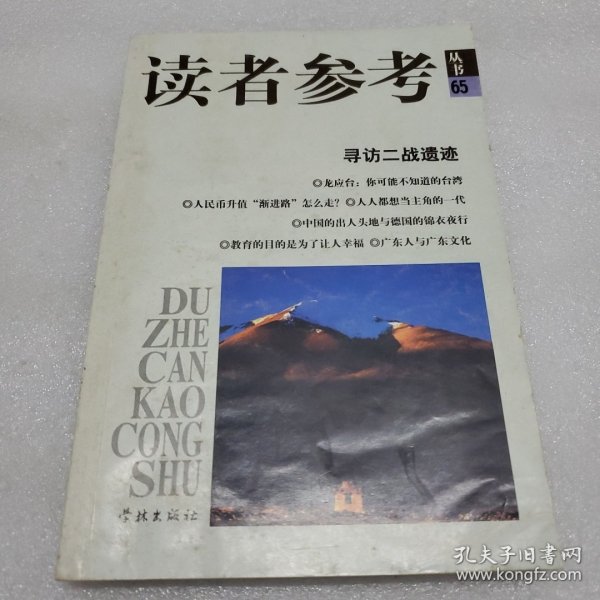 读者参考
丛书
65
寻访二战遗迹
◎龙应台：你可能不知道的台湾
◎人民币升值“渐进路”怎么走？◎人人都想当主角的一代
◎中国的出人头地与德国的锦衣夜行
◎教育的目的是为了让人幸福 ◎广东人与广东文化
DU
ZHE
CAN
KAO
CONG
SHU
学林出版社
孔夫子旧书网
www.kongfz.com